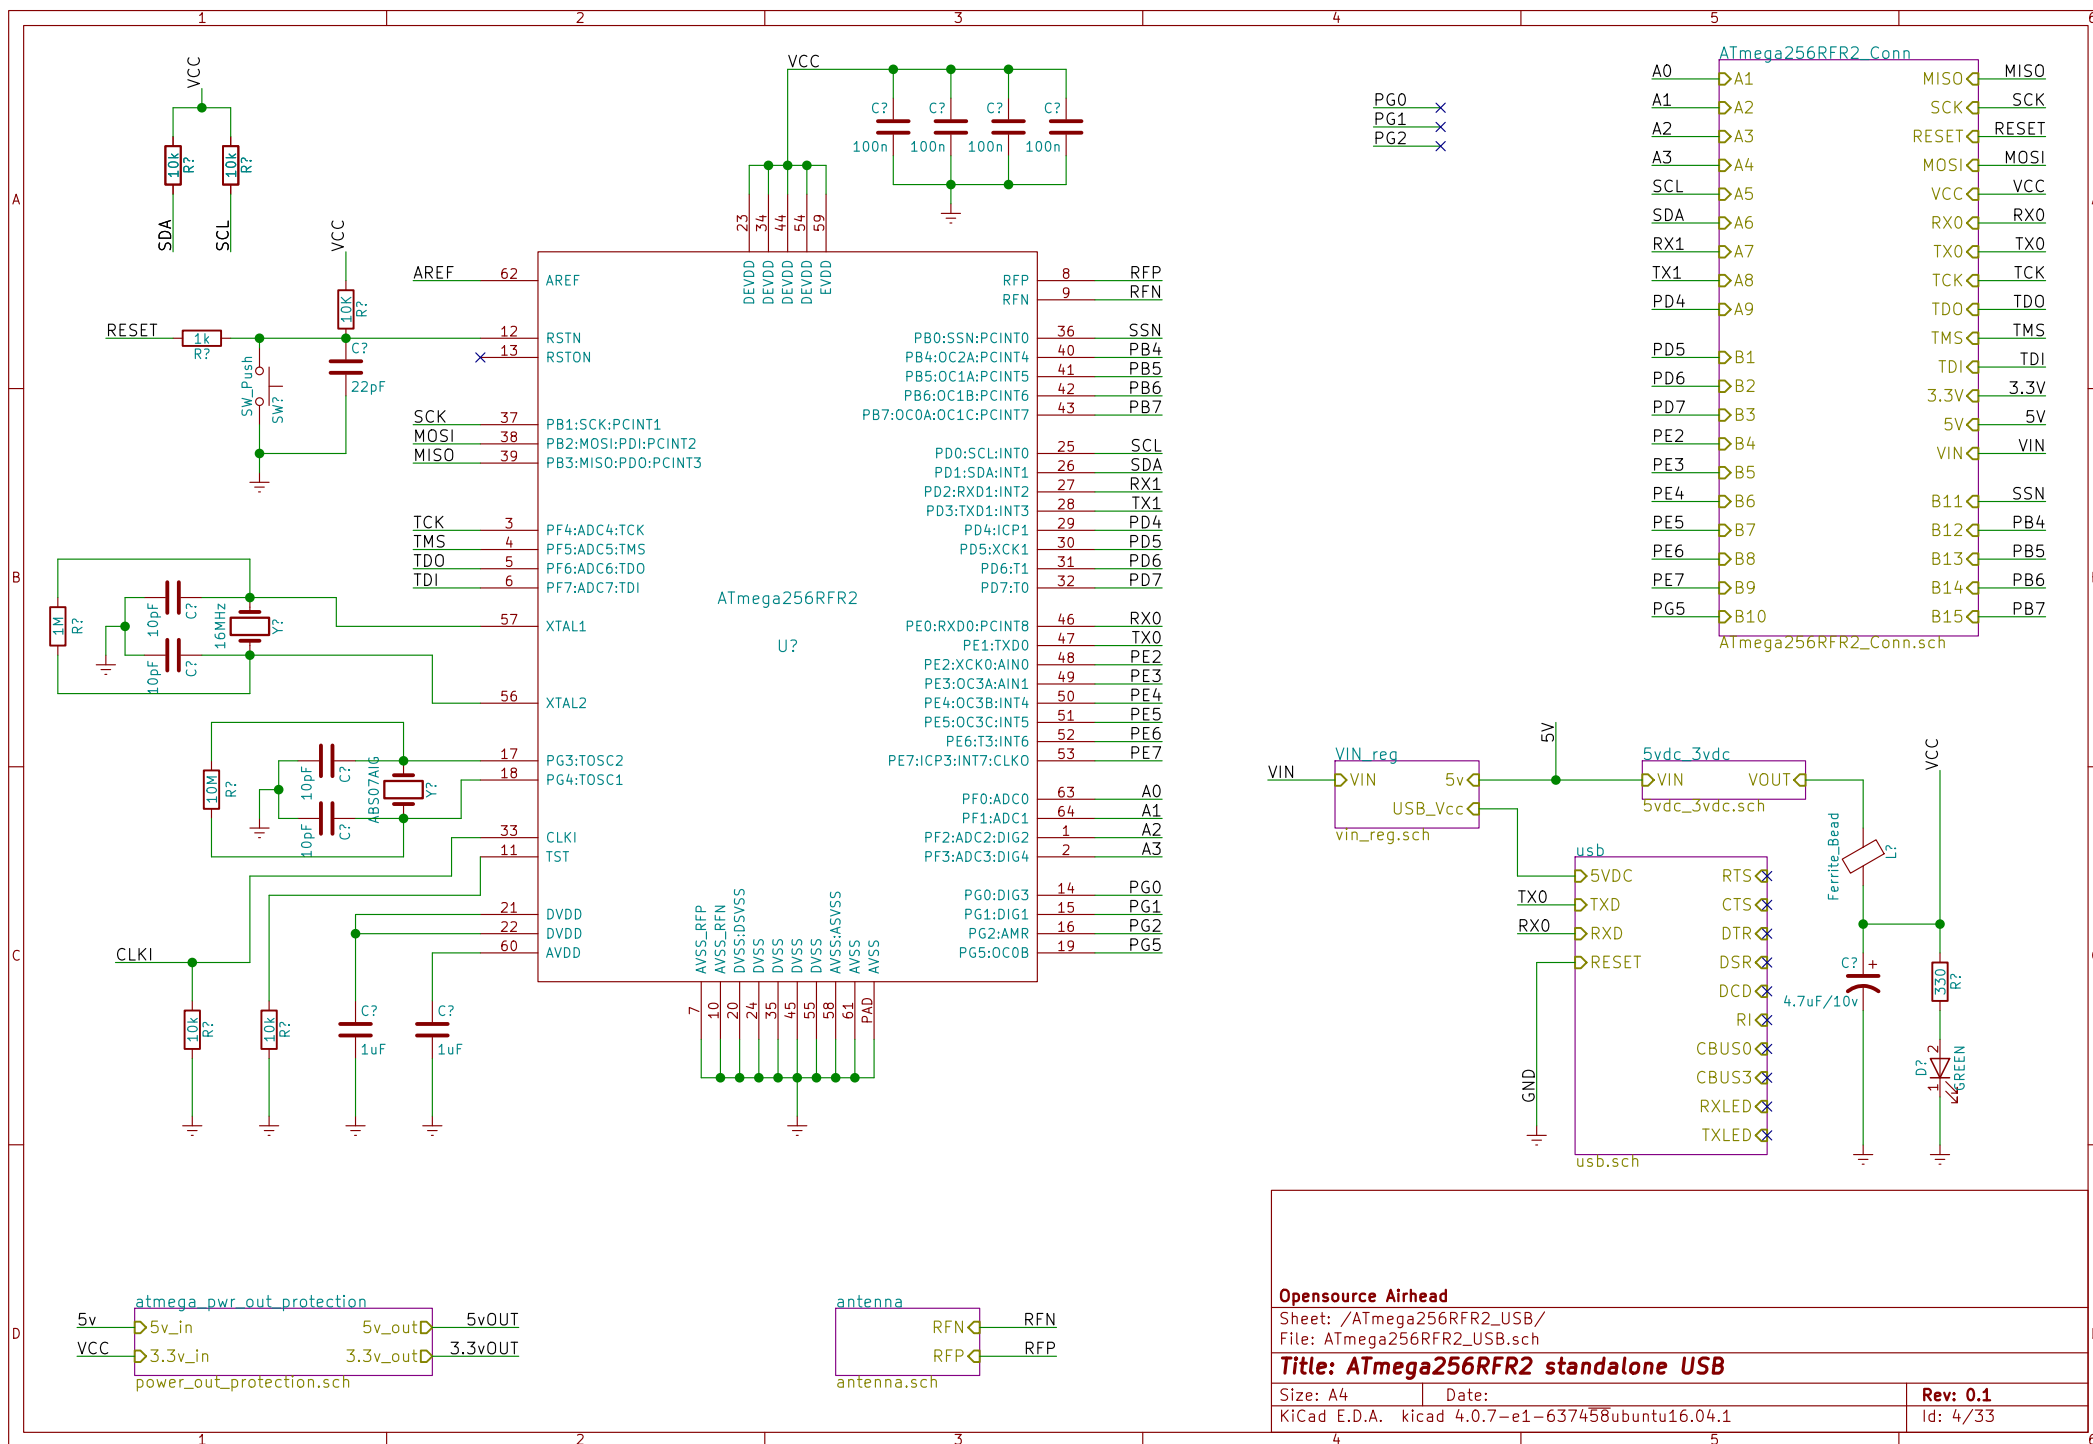 1 2 3 4 5 6
A
B
C
D
VCC
10k
R?
10k
R?
SDA
SCL
VCC
10K
R?
RESET
1k
R?
C?
22pF
SW_Push
SW?
VCC
C?
100n
C?
100n
C?
100n
C?
100n
23
34
44
54
59
DEVDD
DEVDD
DEVDD
DEVDD
EVDD
AREF 62 AREF
12 RSTN
13 RSTON
SCK 37 PB1:SCK:PCINT1
MOSI 38 PB2:MOSI:PDI:PCINT2
MISO 39 PB3:MISO:PDO:PCINT3
TCK 3 PF4:ADC4:TCK
TMS 4 PF5:ADC5:TMS
TDO 5 PF6:ADC6:TDO
TDI 6 PF7:ADC7:TDI
57 XTAL1
56 XTAL2
17 PG3:TOSC2
18 PG4:TOSC1
33 CLKI
11 TST
21 DVDD
22 DVDD
60 AVDD
ATmega256RFR2
U?
RFP 8 RFP
RFN 9 RFN
PB0:SSN:PCINT0 36 SSN
PB4:OC2A:PCINT4 40 PB4
PB5:OC1A:PCINT5 41 PB5
PB6:OC1B:PCINT6 42 PB6
PB7:OC0A:OC1C:PCINT7 43 PB7
PD0:SCL:INT0 25 SCL
PD1:SDA:INT1 26 SDA
PD2:RXD1:INT2 27 RX1
PD3:TXD1:INT3 28 TX1
PD4:ICP1 29 PD4
PD5:XCK1 30 PD5
PD6:T1 31 PD6
PD7:T0 32 PD7
PE0:RXD0:PCINT8 46 RX0
PE1:TXD0 47 TX0
PE2:XCK0:AIN0 48 PE2
PE3:OC3A:AIN1 49 PE3
PE4:OC3B:INT4 50 PE4
PE5:OC3C:INT5 51 PE5
PE6:T3:INT6 52 PE6
PE7:ICP3:INT7:CLKO 53 PE7
PF0:ADC0 63 A0
PF1:ADC1 64 A1
PF2:ADC2:DIG2 1 A2
PF3:ADC3:DIG4 2 A3
PG0:DIG3 14 PG0
PG1:DIG1 15 PG1
PG2:AMR 16 PG2
PG5:OC0B 19 PG5
AVSS_RFP
AVSS_RFN
DVSS:DSVSS
DVSS
DVSS
DVSS
DVSS
AVSS:ASVSS
AVSS
AVSS
7
10
20
24
35
45
55
58
61
PAD
1M
R?
10pF
C?
10pF
C?
16MHz
Y?
10M
R?
10pF
C?
10pF
C?
ABS07AIG
Y?
CLKI
10k
R?
10k
R?
C?
1uF
C?
1uF
PG0
PG1
PG2
ATmega256RFR2_Conn
A0 A1 MISO MISO
A1 A2 SCK SCK
A2 A3 RESET RESET
A3 A4 MOSI MOSI
SCL A5 VCC VCC
SDA A6 RX0 RX0
RX1 A7 TX0 TX0
TX1 A8 TCK TCK
PD4 A9 TDO TDO
TMS TMS
PD5 B1 TDI TDI
PD6 B2 3.3V 3.3V
PD7 B3 5V 5V
PE2 B4 VIN VIN
PE3 B5
PE4 B6 B11 SSN
PE5 B7 B12 PB4
PE6 B8 B13 PB5
PE7 B9 B14 PB6
PG5 B10 B15 PB7
ATmega256RFR2_Conn.sch
VIN_reg
VIN VIN 5v
USB_Vcc
vin_reg.sch
5V
5vdc_3vdc
VIN VOUT
5vdc_3vdc.sch
VCC
Ferrite_Bead
L?
usb
5VDC RTS
TX0 TXD CTS
RX0 RXD DTR
RESET DSR
DCD
RI
CBUS0
CBUS3
RXLED
TXLED
usb.sch
GND
C? +
4.7uF/10v
330
R?
D?
2
1
GREEN
atmega_pwr_out_protection
5v 5v_in 5v_out 5vOUT
VCC 3.3v_in 3.3v_out 3.3vOUT
power_out_protection.sch
antenna
RFN RFN
RFP RFP
antenna.sch
Opensource Airhead
Sheet: /ATmega256RFR2_USB/
File: ATmega256RFR2_USB.sch
Title: ATmega256RFR2 standalone USB
Size: A4 Date: Rev: 0.1
KiCad E.D.A. kicad 4.0.7-e1-637458ubuntu16.04.1 Id: 4/33
1 2 3 4 5 6